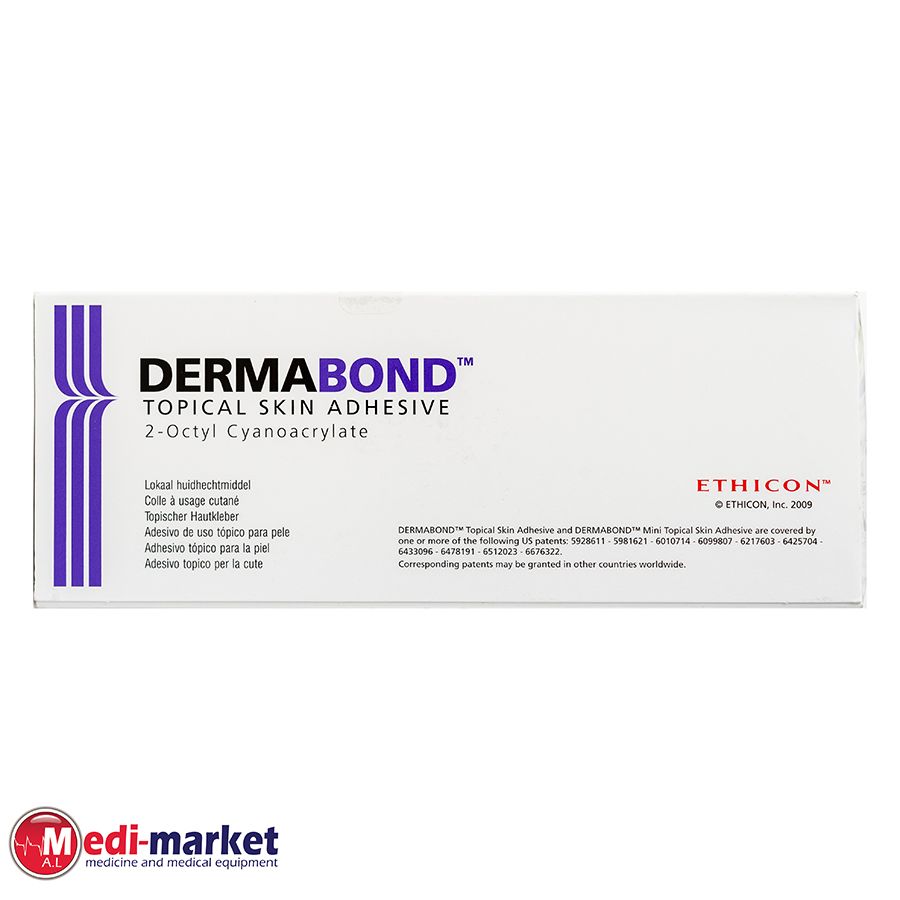 DERMABOND™
TOPICAL SKIN ADHESIVE
2-Octyl Cyanoacrylate
Lokaal huidhechtmiddel
Colle à usage cutané
Topischer Hautkleber
Adesivo de uso tópico para pele
Adhesivo tópico para la piel
Adesivo topico per la cute
ETHICON™
© ETHICON, Inc. 2009
DERMABOND™ Topical Skin Adhesive and DERMABOND™ Mini Topical Skin Adhesive are covered by
one or more of the following US patents: 5928611 - 5981621 - 6010714 - 6099807 - 6217603 - 6425704 -
6433096 - 6478191 - 6512023 - 6676322.
Corresponding patents may be granted in other countries worldwide.
Medi-market
A.L
medicine and medical equipment